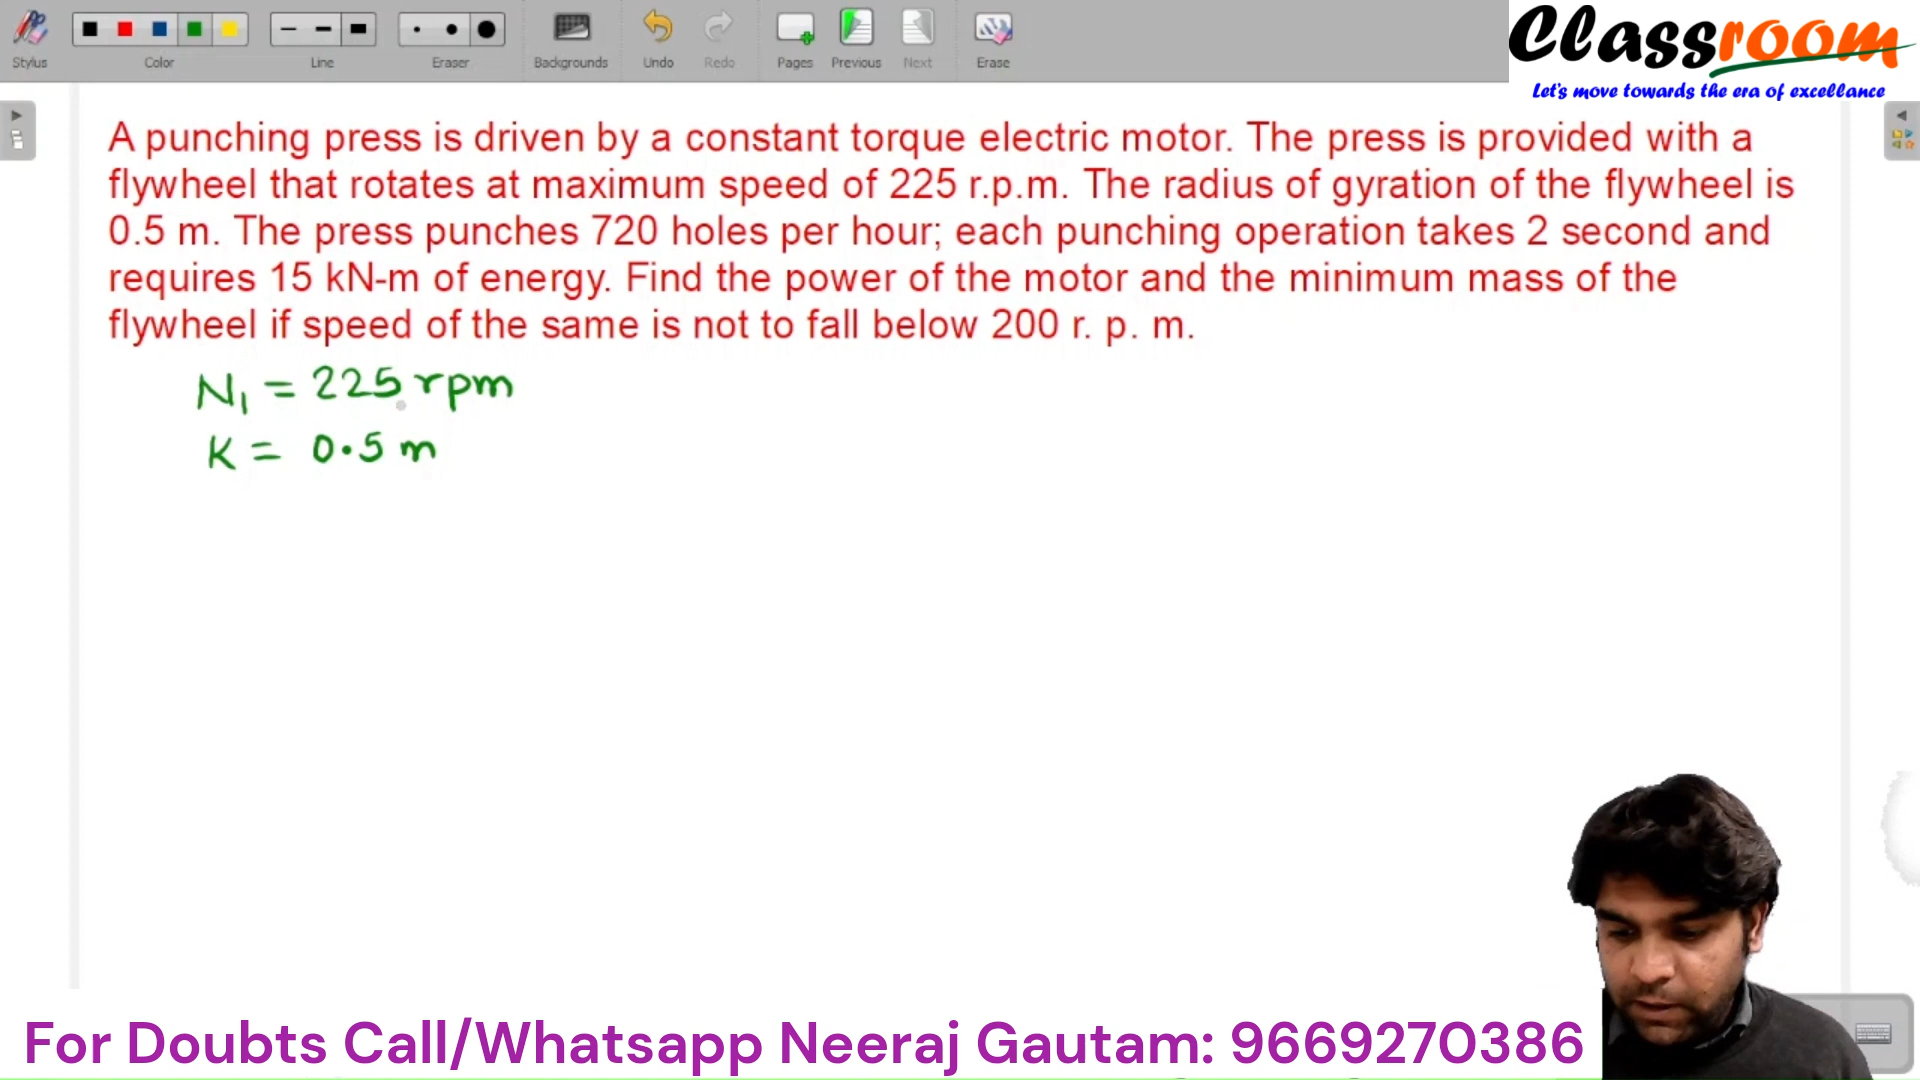 Stylus
Color
Line
Eraser
Backgrounds
Undo
Redo
Pages
Previous
Next
Erase
Classroom
Let's move towards the era of excellance
A punching press is driven by a constant torque electric motor. The press is provided with a
flywheel that rotates at maximum speed of 225 r.p.m. The radius of gyration of the flywheel is
0.5 m. The press punches 720 holes per hour; each punching operation takes 2 second and
requires 15 kN-m of energy. Find the power of the motor and the minimum mass of the
flywheel if speed of the same is not to fall below 200 r. p. m.
N₁ = 225 rpm
K = 0.5 m
For Doubts Call/Whatsapp Neeraj Gautam: 9669270386